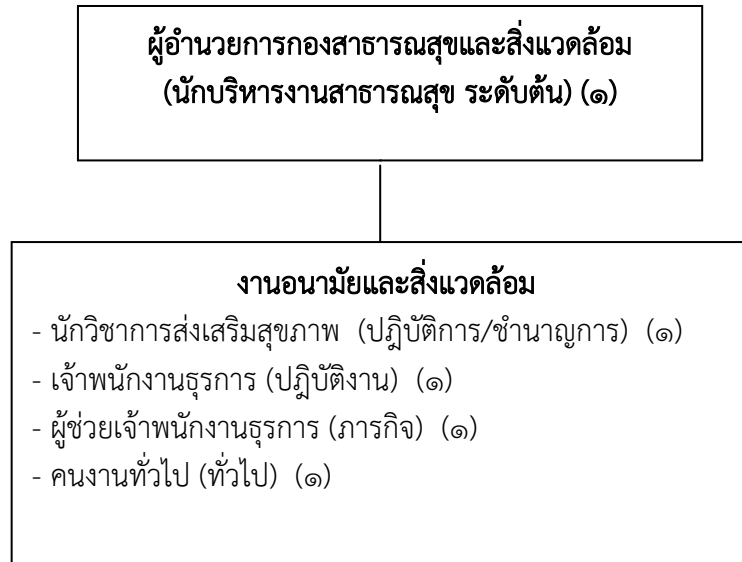 ผู้อำนวยการกองสาธารณสุขและสิ่งแวดล้อม
(นักบริหารงานสาธารณสุข ระดับต้น) (๑)
งานอนามัยและสิ่งแวดล้อม
- นักวิชาการส่งเสริมสุขภาพ (ปฎิบัติการ/ชำนาญการ) (๑)
- เจ้าพนักงานธุรการ (ปฎิบัติงาน) (๑)
- ผู้ช่วยเจ้าพนักงานธุรการ (ภารกิจ) (๑)
- คนงานทั่วไป (ทั่วไป) (๑)